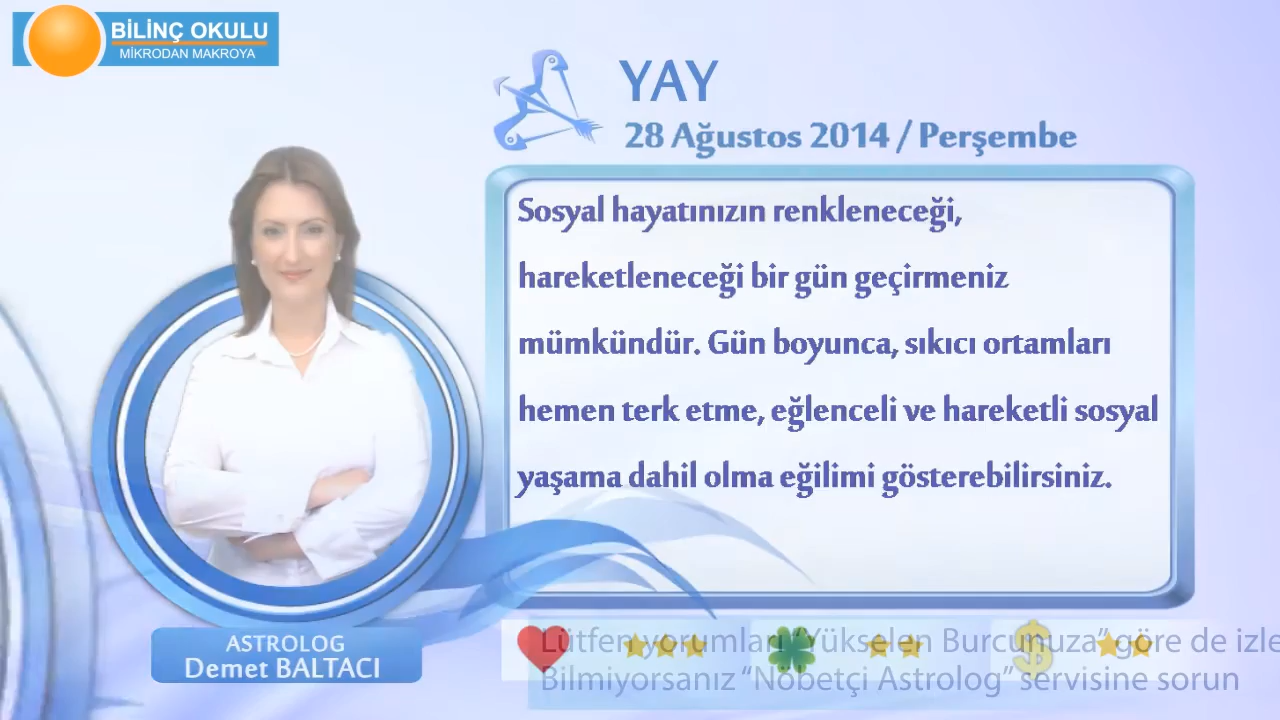 BİLİNÇ OKULU
MİKRODAN MAKROYA
YAY
28 Ağustos 2014 / Perşembe
Sosyal hayatınızın renkleneceği,
hareketleneceği bir gün geçirmeniz
mümkündür. Gün boyunca, sıkıcı ortamları
hemen terk etme, eğlenceli ve hareketli sosyal
yaşama dahil olma eğilimi gösterebilirsiniz.
ASTROLOG
Demet BALTACI
Lütfen yorumları "Yükselen Burcunuza" göre de izle
Bilmiyorsanız "Nöbetçi Astrolog" servisine sorun